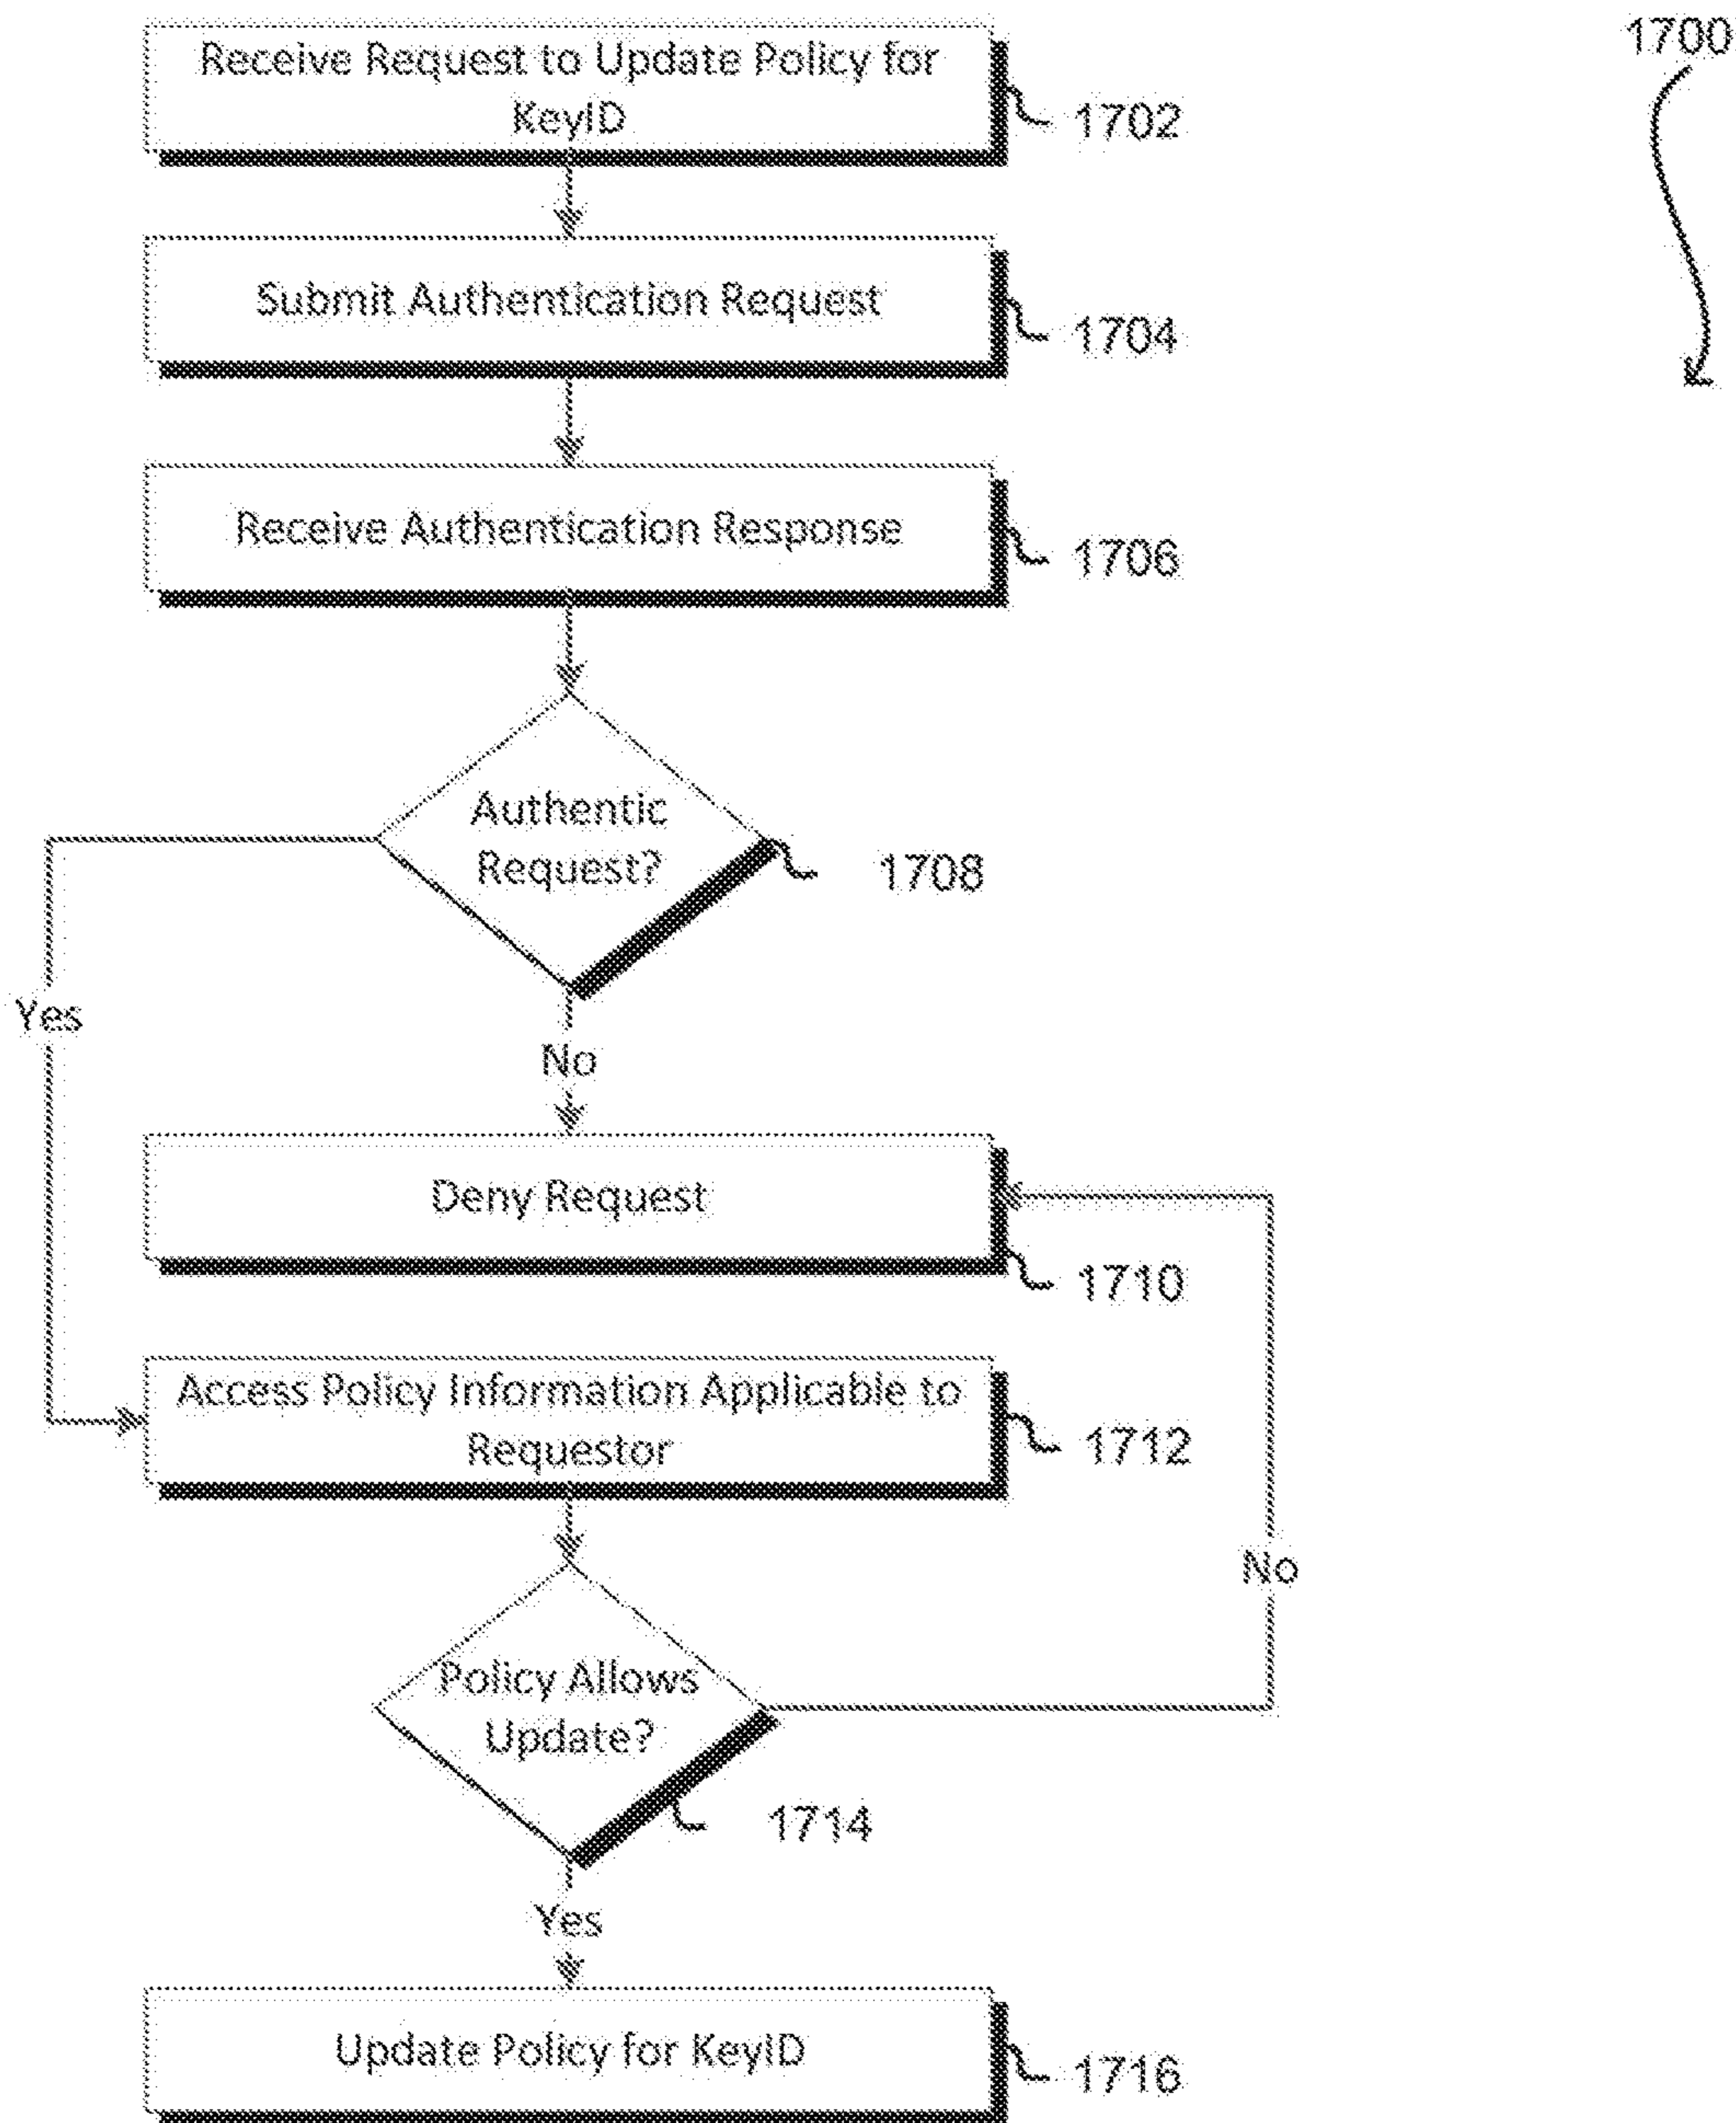 1700
Receive Request to Update Policy for
KeyID
1702
Submit Authentication Request
1704
Receive Authentication Response
1706
Authentic
Request?
1708
Yes
No
Deny Request
1710
Access Policy Information Applicable to
Requestor
1712
No
Policy Allows
Update?
1714
Yes
Update Policy for KeyID
1716